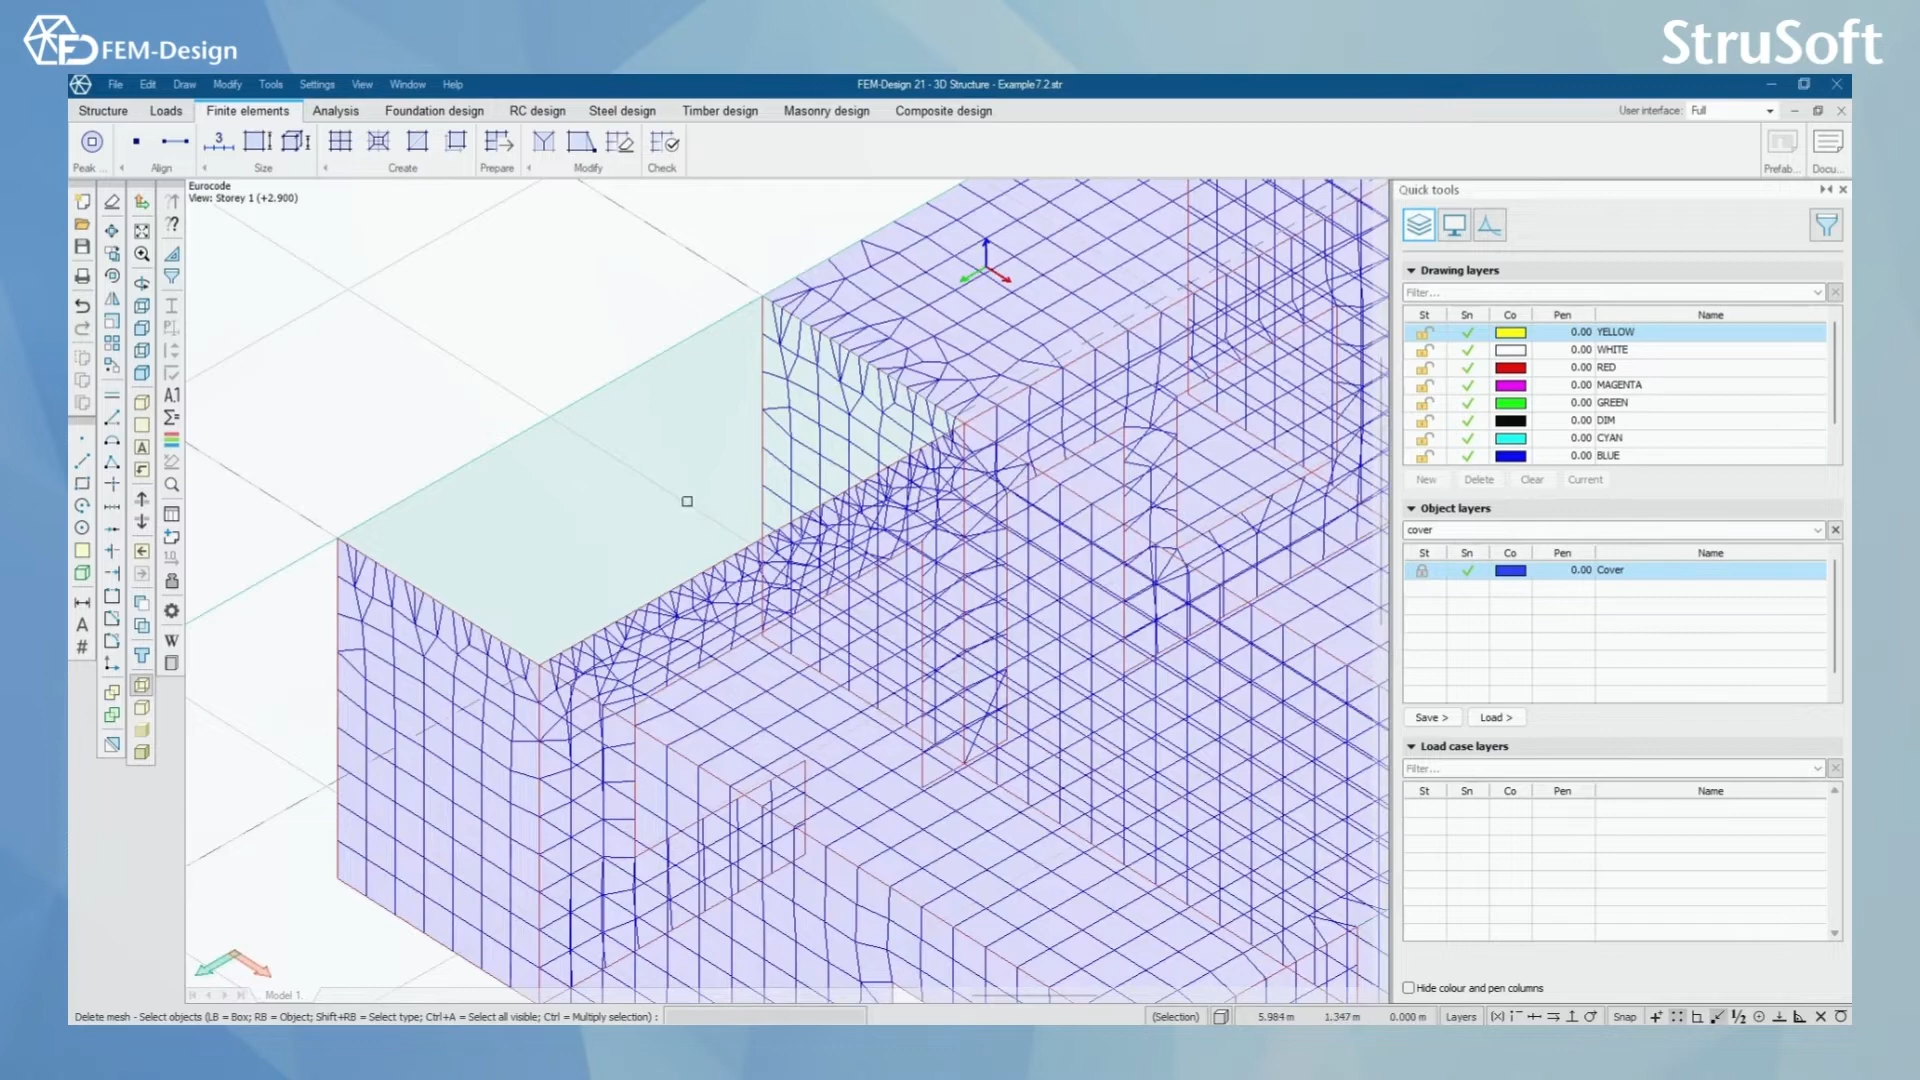 FEM-Design
StruSoft
File Edit Draw Modify Tools Settings View Window Help
FEM-Design 21 - 3D Structure - Example7.2.str
Structure Loads Finite elements Analysis Foundation design RC design Steel design Timber design Masonry design Composite design
User interface: Full
3
Peak ... Align Size Create Prepare Modify Check
Prefab... Docu...
Eurocode
View: Storey 1 (+2.900)
Quick tools
Drawing layers
Filter...
St Sn Co Pen Name
0.00 YELLOW
0.00 WHITE
0.00 RED
0.00 MAGENTA
0.00 GREEN
0.00 DIM
0.00 CYAN
0.00 BLUE
New Delete Clear Current
Object layers
cover
St Sn Co Pen Name
0.00 Cover
Save > Load >
Load case layers
Filter...
St Sn Co Pen Name
Hide colour and pen columns
Model 1
Delete mesh - Select objects (LB = Box; RB = Object; Shift+RB = Select type; Ctrl+A = Select all visible; Ctrl = Multiply selection) :
(Selection) 5.984 m 1.347 m 0.000 m Layers Snap 1/2